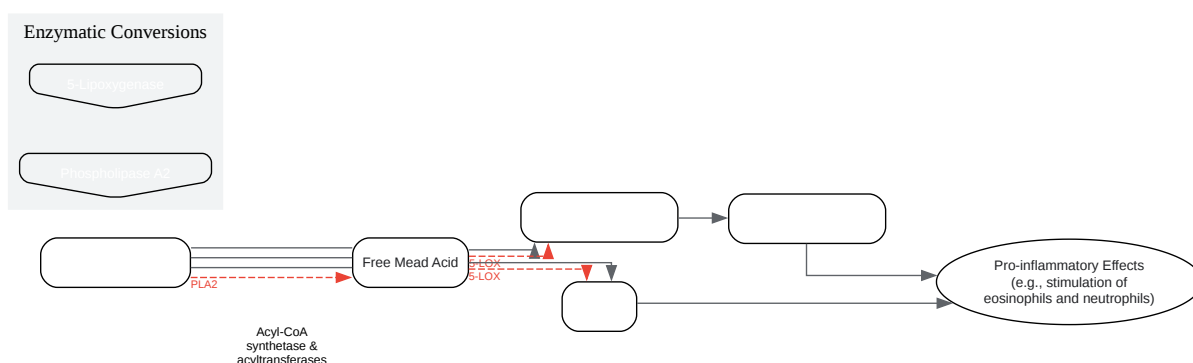 Enzymatic Conversions
5-Lipoxygenase
Phospholipase A2
Free Mead Acid
5-LOX
5-LOX
PLA2
Pro-inflammatory Effects
(e.g., stimulation of
eosinophils and neutrophils)
Acyl-CoA
synthetase &
acyltransferases